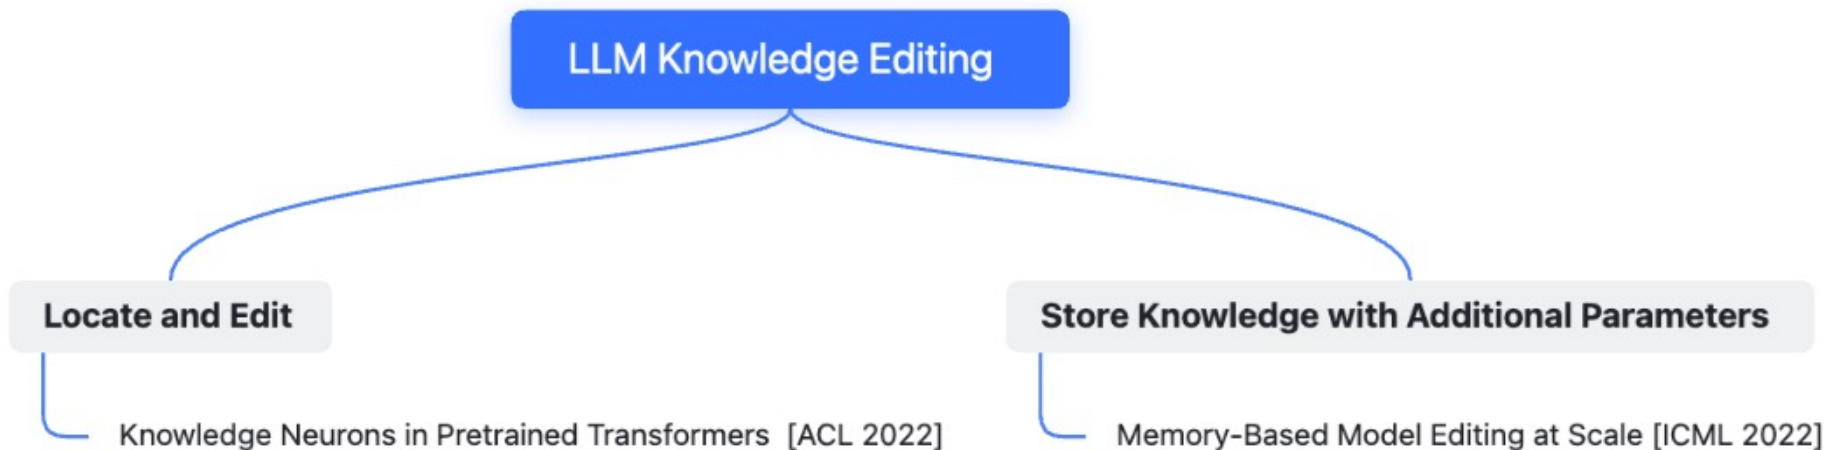 LLM Knowledge Editing
Locate and Edit
Store Knowledge with Additional Parameters
Knowledge Neurons in Pretrained Transformers [ACL 2022]
Memory-Based Model Editing at Scale [ICML 2022]